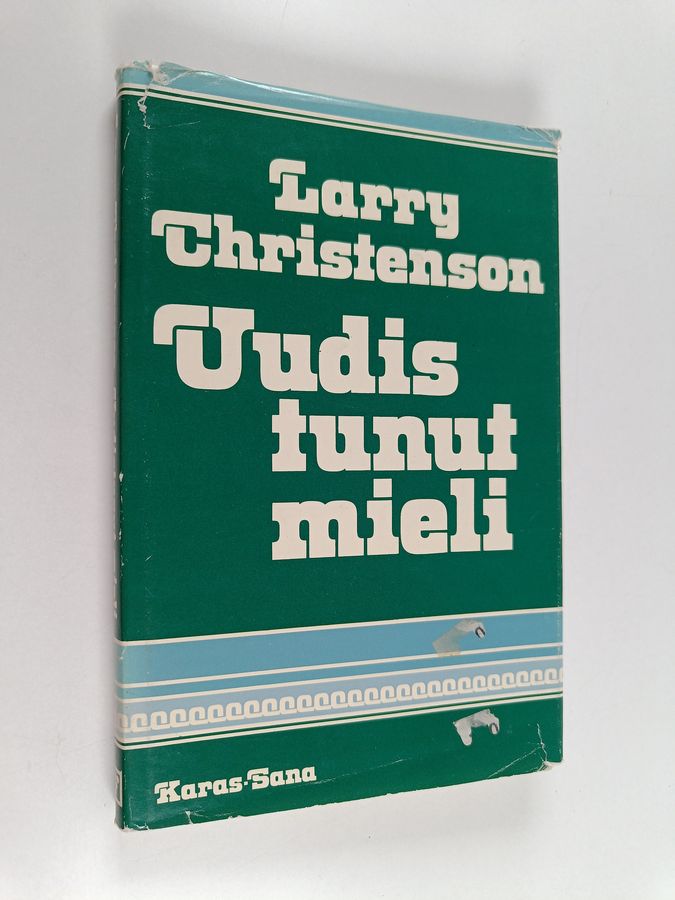 Larry
Christenson
Uudis
tunut
mieli
Karas-Sana